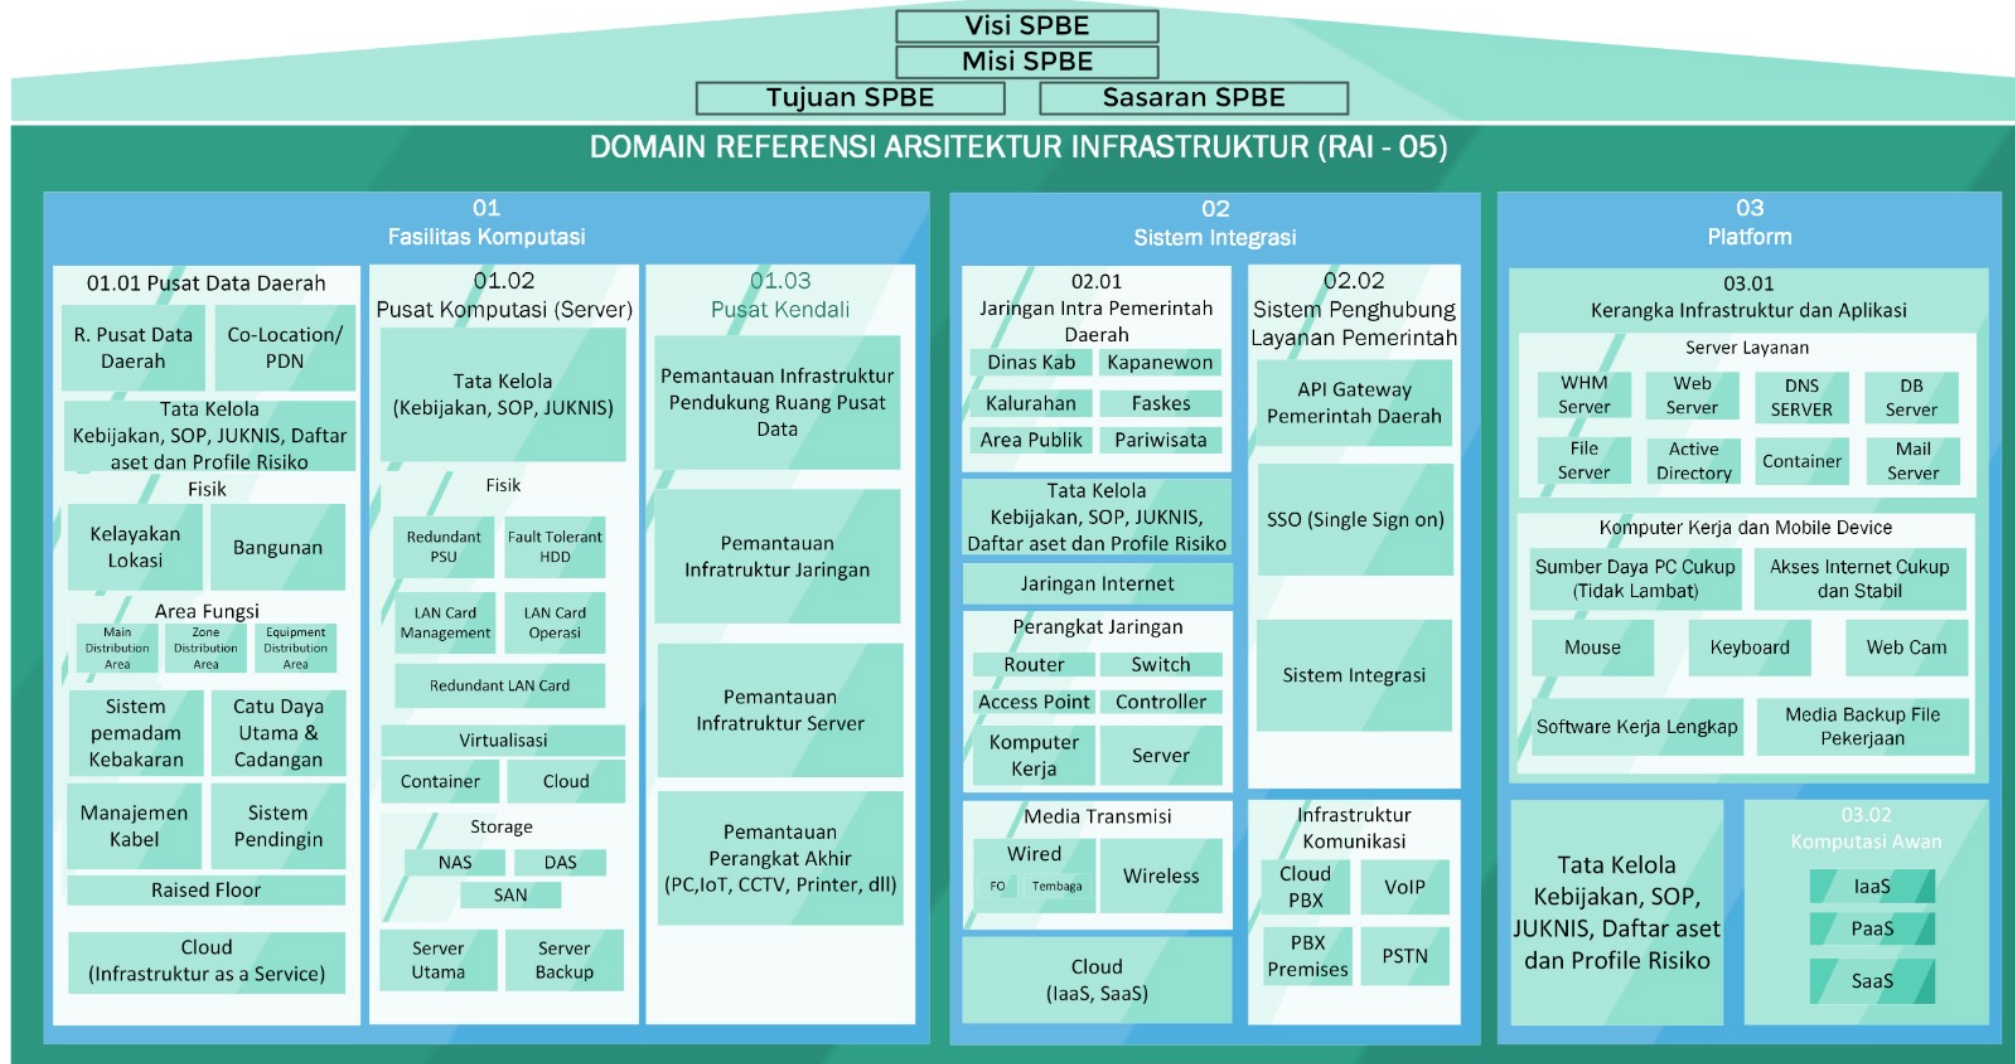 Visi SPBE
Misi SPBE
Tujuan SPBE
Sasaran SPBE
DOMAIN REFERENSI ARSITEKTUR INFRASTRUKTUR (RAI - 05)
01
Fasilitas Komputasi
01.01 Pusat Data Daerah
R. Pusat Data
Daerah
Co-Location/
PDN
Tata Kelola
Kebijakan, SOP, JUKNIS, Daftar
aset dan Profile Risiko
Fisik
Kelayakan
Lokasi
Bangunan
Area Fungsi
Main
Distribution
Area
Zone
Distribution
Area
Equipment
Distribution
Area
Sistem
pemadam
Kebakaran
Catu Daya
Utama &
Cadangan
Manajemen
Kabel
Sistem
Pendingin
Raised Floor
Cloud
(Infrastruktur as a Service)
01.02
Pusat Komputasi (Server)
Tata Kelola
(Kebijakan, SOP, JUKNIS)
Fisik
Redundant
PSU
Fault Tolerant
HDD
LAN Card
Management
LAN Card
Operasi
Redundant LAN Card
Virtualisasi
Container
Cloud
Storage
NAS
DAS
SAN
Server
Utama
Server
Backup
01.03
Pusat Kendali
Pemantauan Infrastruktur
Pendukung Ruang Pusat
Data
Pemantauan
Infratruktur Jaringan
Pemantauan
Infratruktur Server
Pemantauan
Perangkat Akhir
(PC,IoT, CCTV, Printer, dll)
02
Sistem Integrasi
02.01
Jaringan Intra Pemerintah
Daerah
Dinas Kab
Kapanewon
Kalurahan
Faskes
Area Publik
Pariwisata
Tata Kelola
Kebijakan, SOP, JUKNIS,
Daftar aset dan Profile Risiko
Jaringan Internet
Perangkat Jaringan
Router
Switch
Access Point
Controller
Komputer
Kerja
Server
Media Transmisi
Wired
FO
Tembaga
Wireless
Cloud
(IaaS, SaaS)
02.02
Sistem Penghubung
Layanan Pemerintah
API Gateway
Pemerintah Daerah
SSO (Single Sign on)
Sistem Integrasi
Infrastruktur
Komunikasi
Cloud
PBX
VoIP
PBX
Premises
PSTN
03
Platform
03.01
Kerangka Infrastruktur dan Aplikasi
Server Layanan
WHM
Server
Web
Server
DNS
SERVER
DB
Server
File
Server
Active
Directory
Container
Mail
Server
Komputer Kerja dan Mobile Device
Sumber Daya PC Cukup
(Tidak Lambat)
Akses Internet Cukup
dan Stabil
Mouse
Keyboard
Web Cam
Software Kerja Lengkap
Media Backup File
Pekerjaan
Tata Kelola
Kebijakan, SOP,
JUKNIS, Daftar aset
dan Profile Risiko
03.02
Komputasi Awan
IaaS
PaaS
SaaS